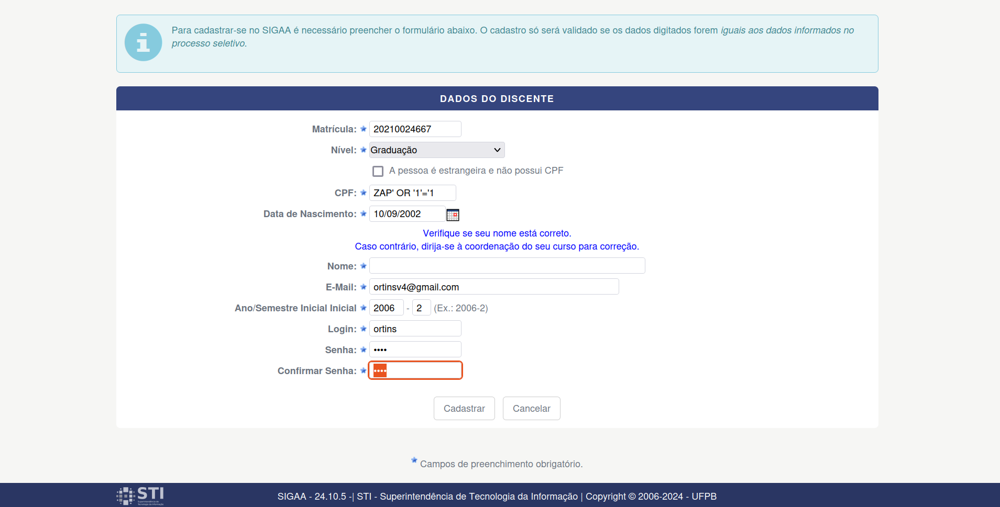 Para cadastrar-se no SIGAA é necessário preencher o formulário abaixo. O cadastro só será validado se os dados digitados forem iguais aos dados informados no
processo seletivo.
DADOS DO DISCENTE
Matrícula: 20210024667
Nível: Graduação
A pessoa é estrangeira e não possui CPF
CPF: ZAP' OR '1'='1
Data de Nascimento: 10/09/2002
Verifique se seu nome está correto.
Caso contrário, dirija-se à coordenação do seu curso para correção.
Nome:
E-Mail: ortinsv4@gmail.com
Ano/Semestre Inicial Inicial 2006 - 2 (Ex.: 2006-2)
Login: ortins
Senha: ••••
Confirmar Senha: ••••
Cadastrar Cancelar
Campos de preenchimento obrigatório.
STI
Superintendência de
Tecnologia da Informação
SIGAA - 24.10.5 -| STI - Superintendência de Tecnologia da Informação | Copyright © 2006-2024 - UFPB